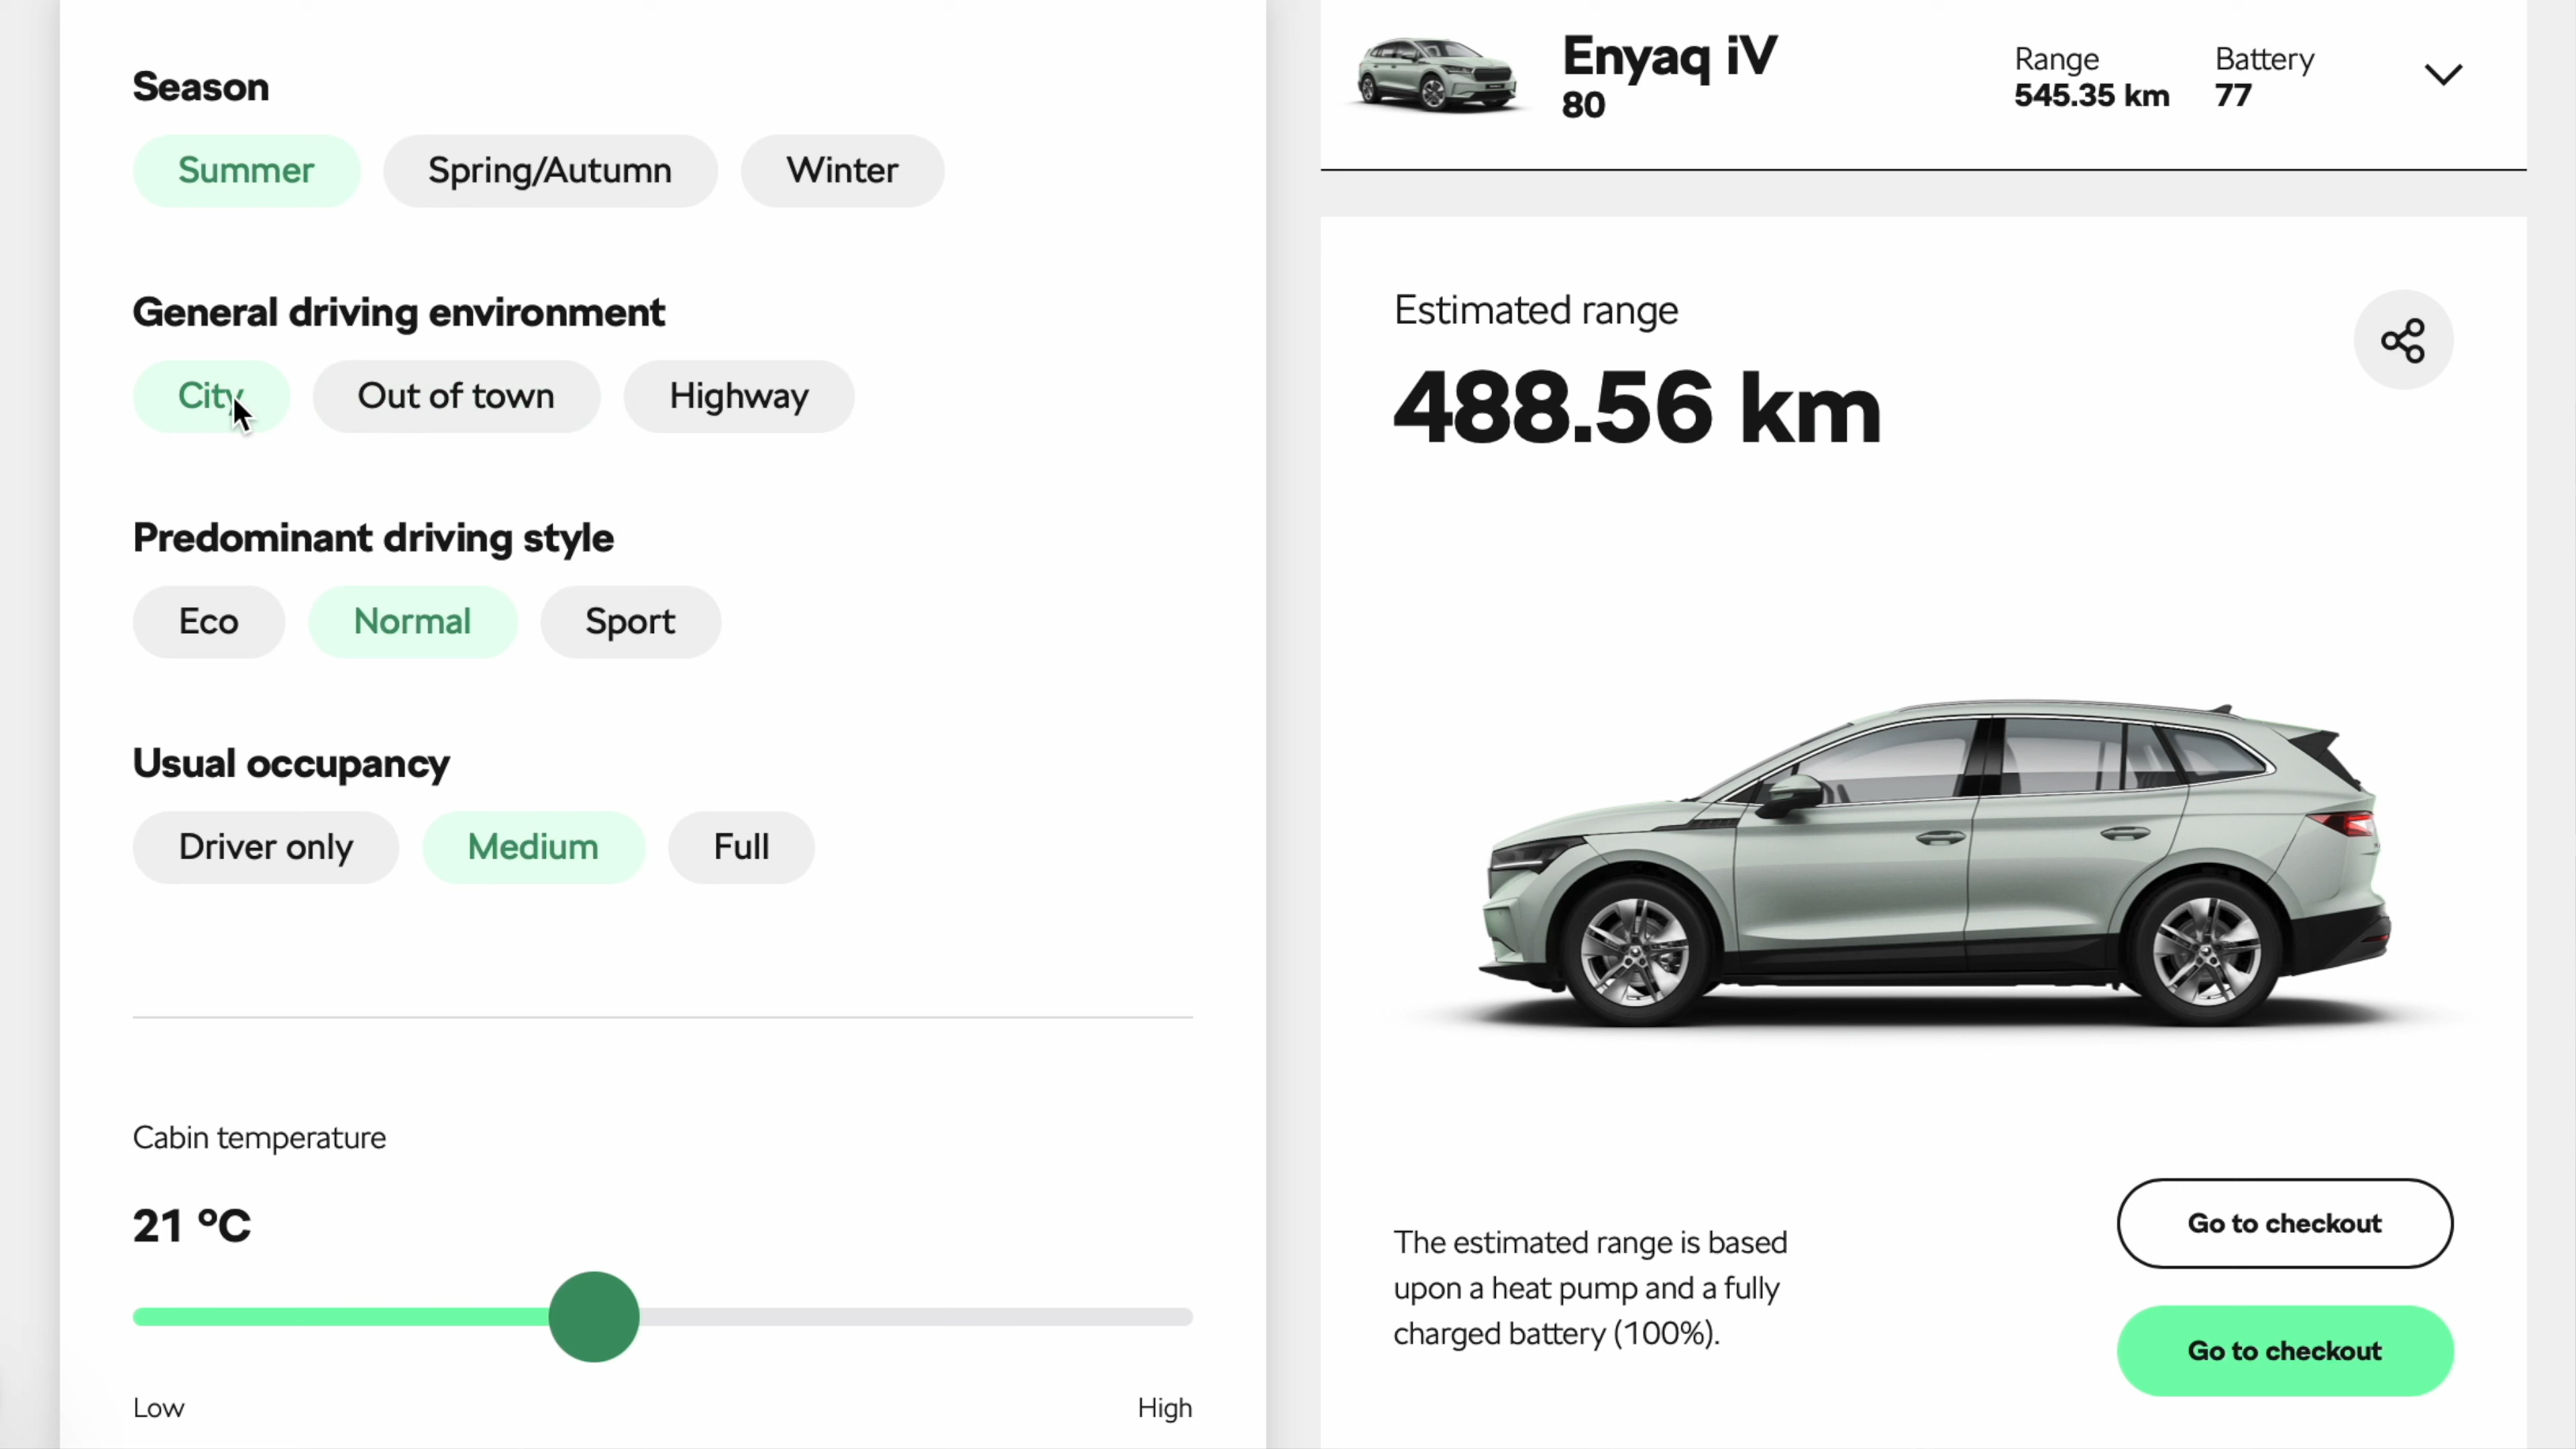 Season
Summer
Spring/Autumn
Winter
General driving environment
City
Out of town
Highway
Predominant driving style
Eco
Normal
Sport
Usual occupancy
Driver only
Medium
Full
Cabin temperature
21 °C
Low
High
Enyaq iV
80
Range
545.35 km
Battery
77
Estimated range
488.56 km
The estimated range is based
upon a heat pump and a fully
charged battery (100%).
Go to checkout
Go to checkout